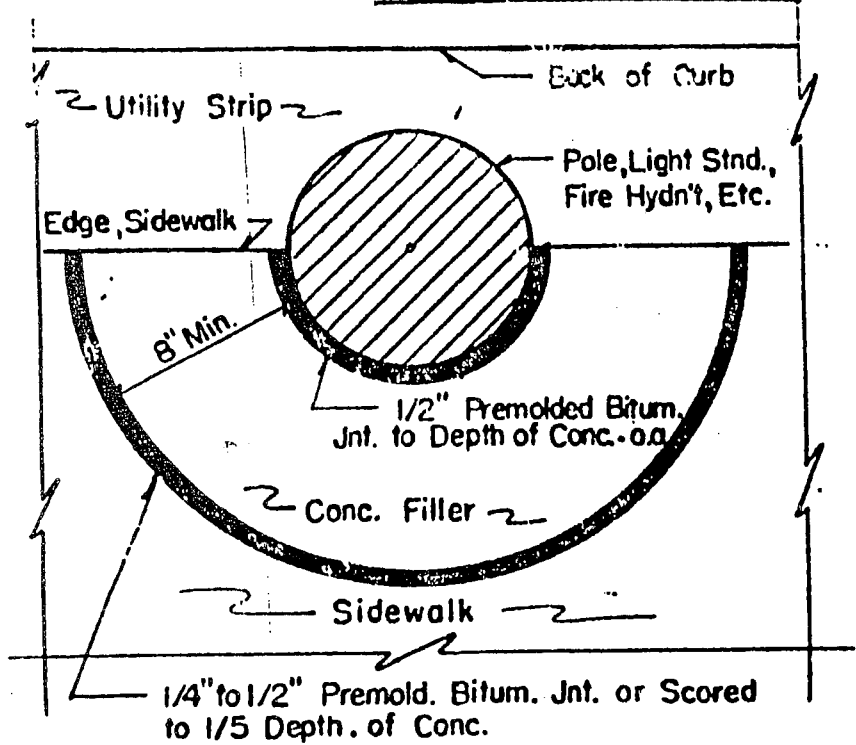 Back of Curb
Utility Strip
Pole, Light Stnd.,
Fire Hydn't, Etc.
Edge, Sidewalk
8" Min.
1/2" Premolded Bitum.
Jnt. to Depth of Conc. - o.a.
Conc. Filler
Sidewalk
1/4" to 1/2" Premold. Bitum. Jnt. or Scored
to 1/5 Depth. of Conc.